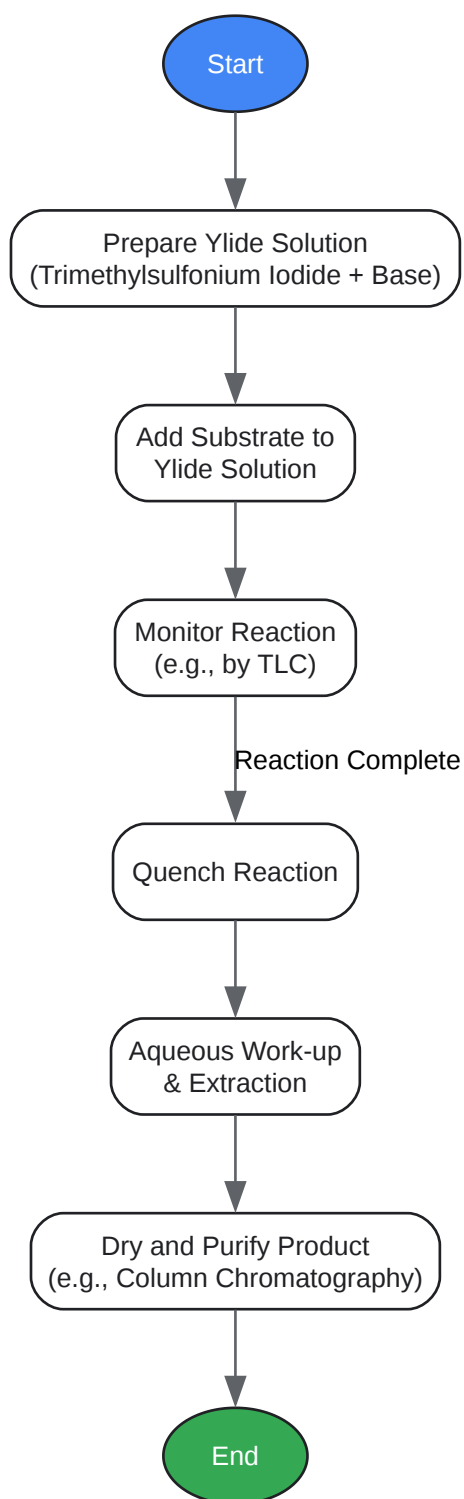 Start
Prepare Ylide Solution
(Trimethylsulfonium Iodide + Base)
Add Substrate to
Ylide Solution
Monitor Reaction
(e.g., by TLC)
Reaction Complete
Quench Reaction
Aqueous Work-up
& Extraction
Dry and Purify Product
(e.g., Column Chromatography)
End